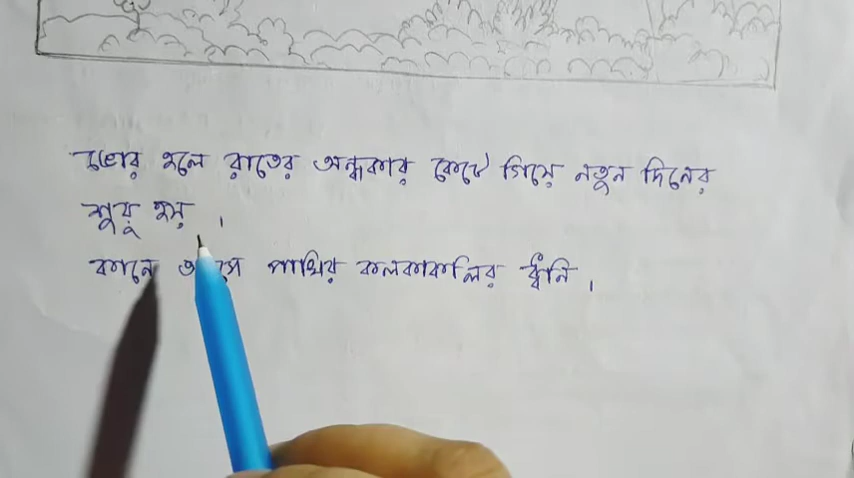 ভোর হলে রাতের অন্ধকার কেটে গিয়ে নতুন দিনের
শুরু হয় ।
কানে পাখির কলকাকলির ধ্বনি ।